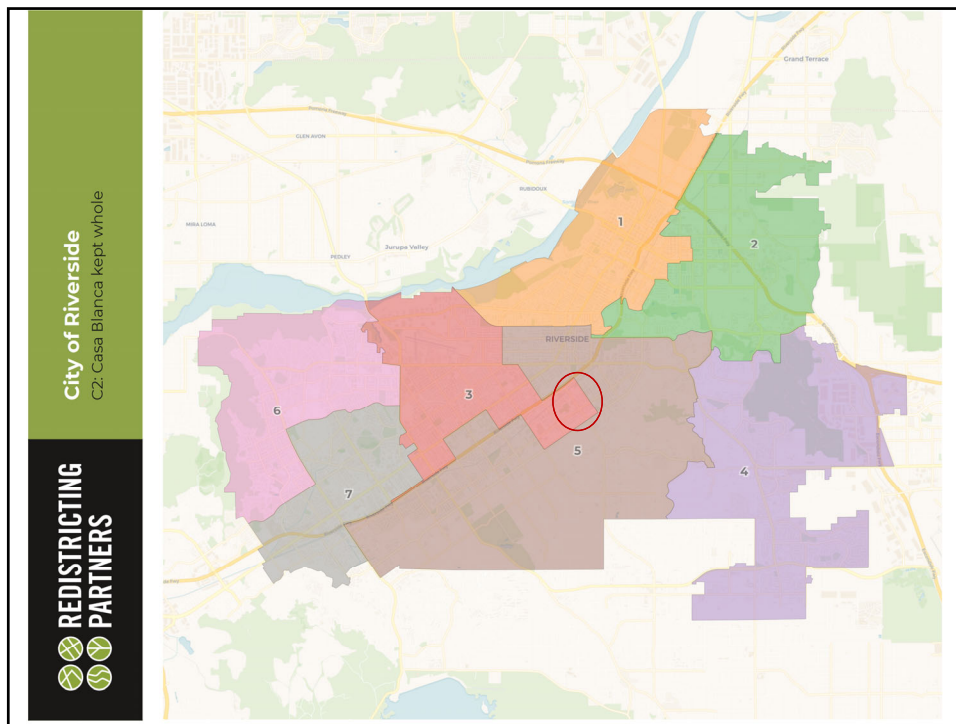 City of Riverside
C2: Casa Blanca kept whole
REDISTRICTING
PARTNERS
Grand Terrace
GLEN AVON
RUBIDOUX
MIRA LOMA
Jurupa Valley
PEDLEY
1
2
RIVERSIDE
3
6
5
4
7